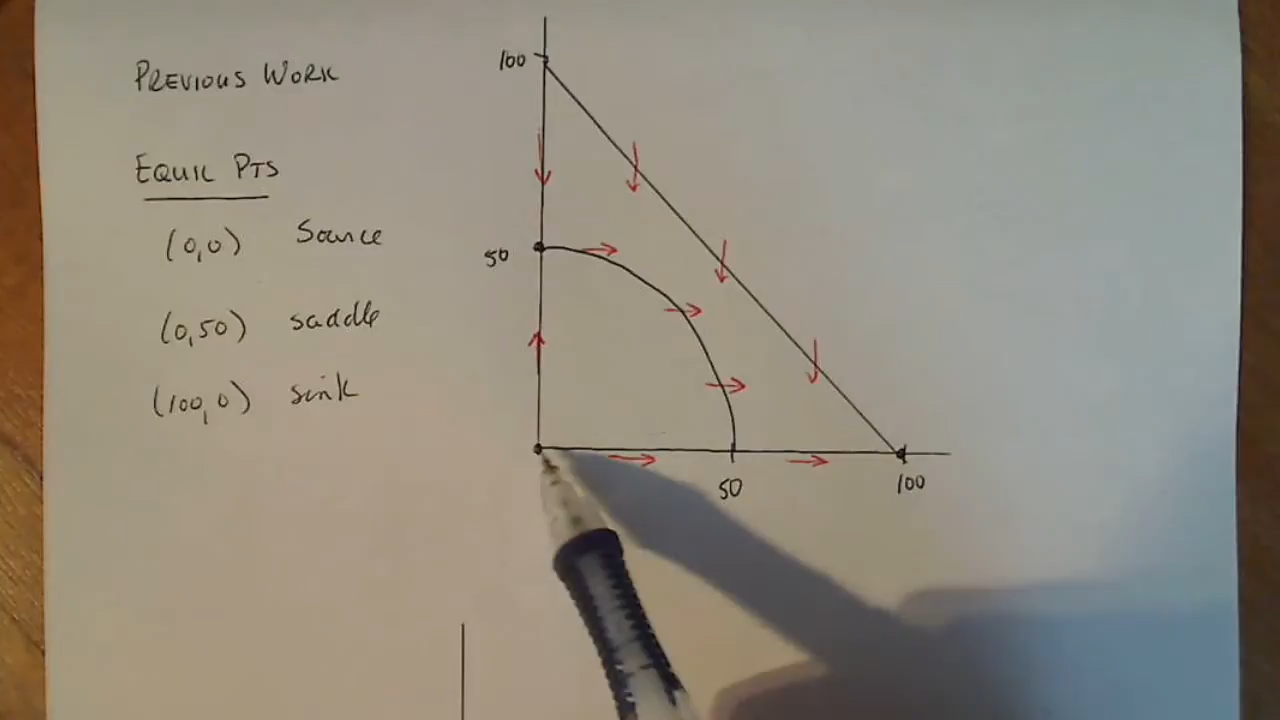 PREVIOUS WORK
EQUIL PTS
(0,0) Source
(0,50) saddle
(100,0) sink
100
50
50
100